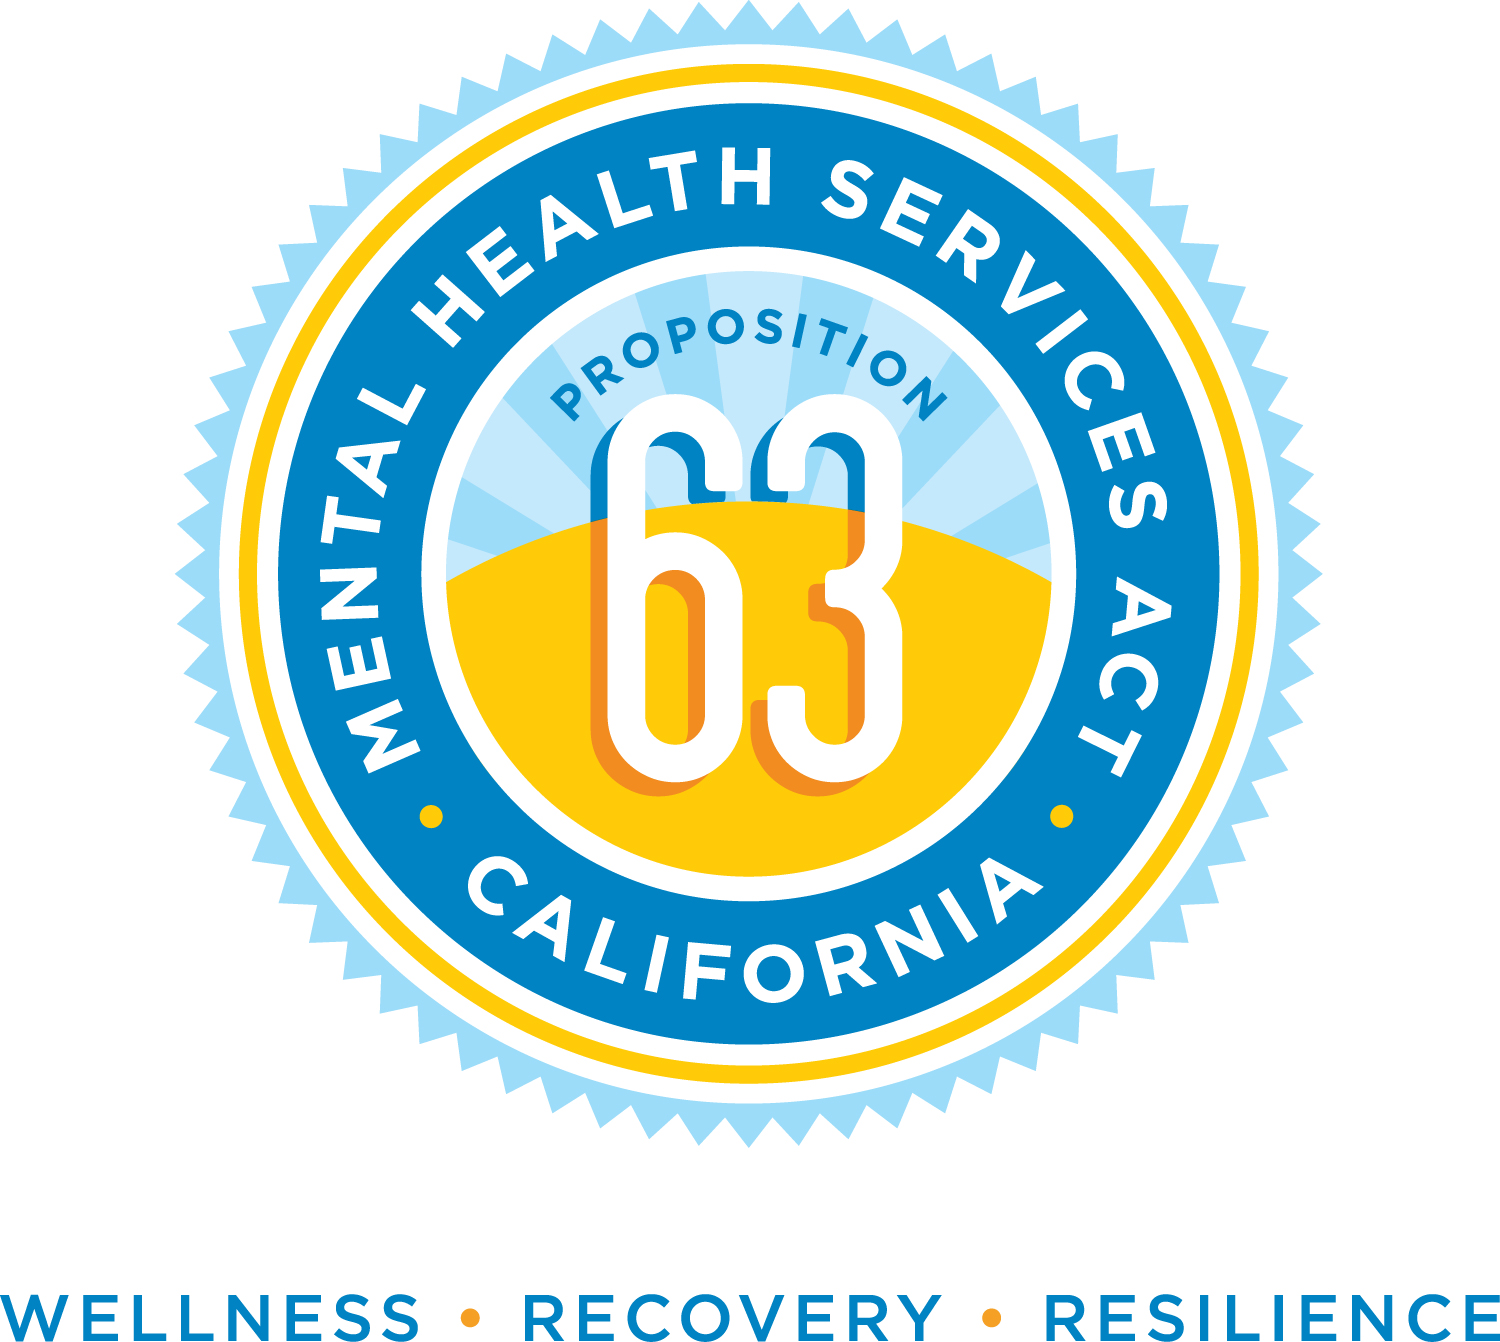 MENTAL HEALTH SERVICES ACT
PROPOSITION
63
• CALIFORNIA •
WELLNESS • RECOVERY • RESILIENCE